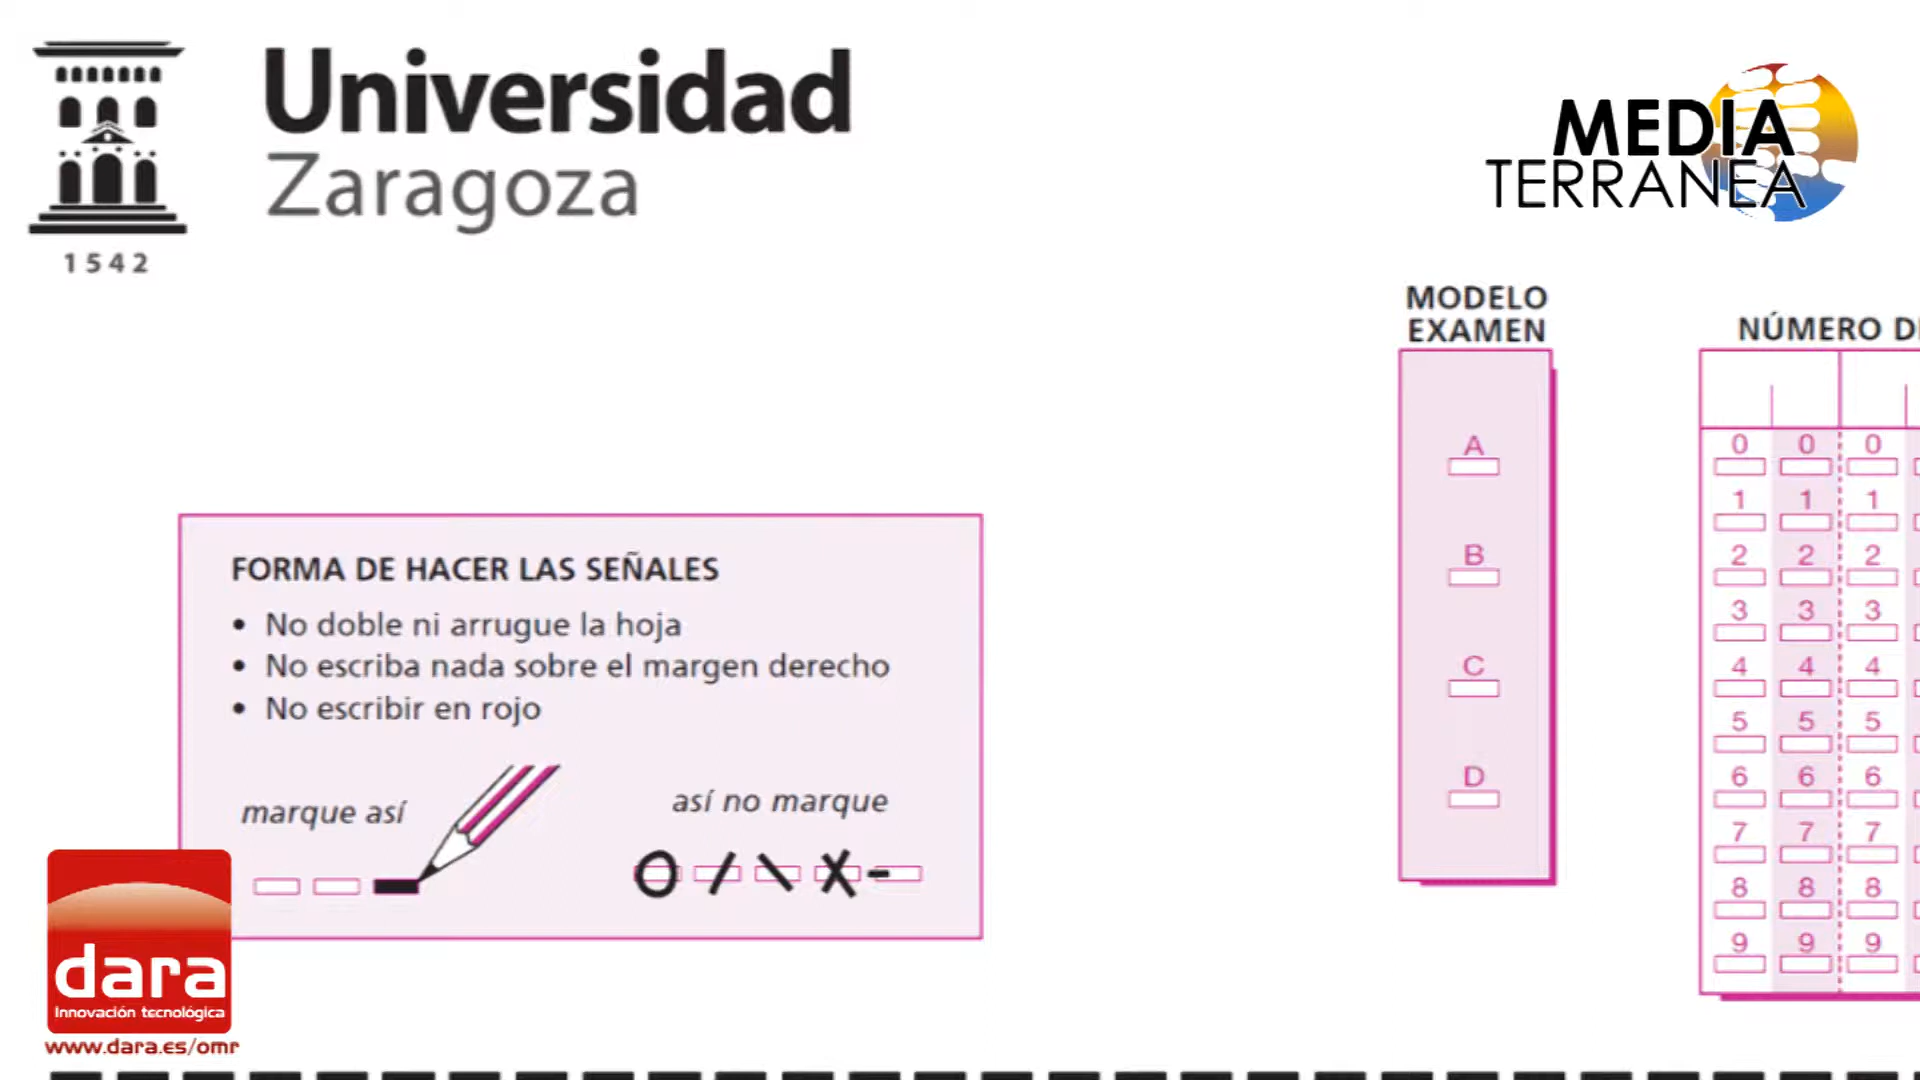 Universidad
Zaragoza
1542
MEDIA
TERRANEA
MODELO
EXAMEN
NÚMERO
A
B
C
D
0 0 0
1 1 1
2 2 2
3 3 3
4 4 4
5 5 5
6 6 6
7 7 7
8 8 8
9 9 9
FORMA DE HACER LAS SEÑALES
• No doble ni arrugue la hoja
• No escriba nada sobre el margen derecho
• No escribir en rojo
marque así
así no marque
dara
Innovación tecnológica
www.dara.es/omr